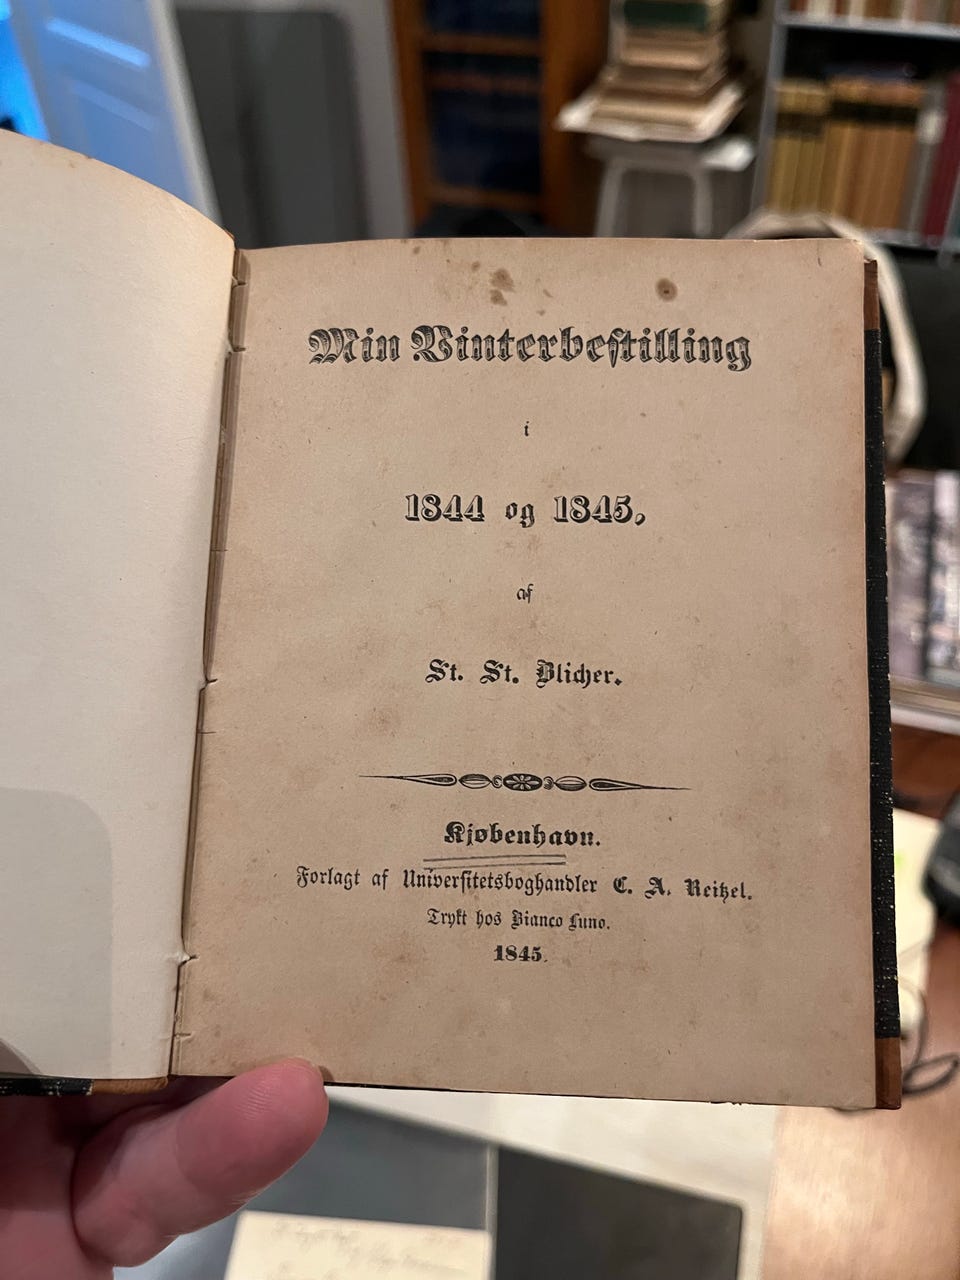 Min Vinterbestilling
i
1844 og 1845,
af
St. St. Blicher.
Kjøbenhavn.
Forlagt af Universitetsboghandler C. A. Reitzel.
Trykt hos Bianco Luno.
1845.